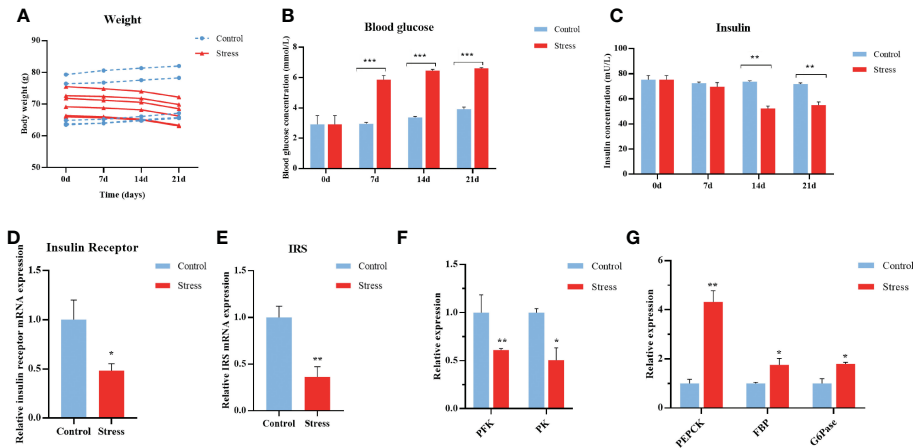 A
Weight
Body weight (g)
90
80
70
60
50
0d 7d 14d 21d
Time (days)
Control
Stress
B
Blood glucose
Blood glucose concentration (mmol/L)
8
6
4
2
0
*** *** ***
0d 7d 14d 21d
Control
Stress
C
Insulin
Insulin concentration (mU/L)
100
80
60
40
20
0
** **
0d 7d 14d 21d
Control
Stress
D
Insulin Receptor
Relative insulin receptor mRNA expression
1.5
1.0
0.5
0.0
*
Control Stress
Control
Stress
E
IRS
Relative IRS mRNA expression
1.5
1.0
0.5
0.0
**
Control Stress
Control
Stress
F
Relative expression
1.5
1.0
0.5
0.0
** *
PFK PK
Control
Stress
G
Relative expression
6
4
2
0
** * *
PEPCK FBP G6Pase
Control
Stress